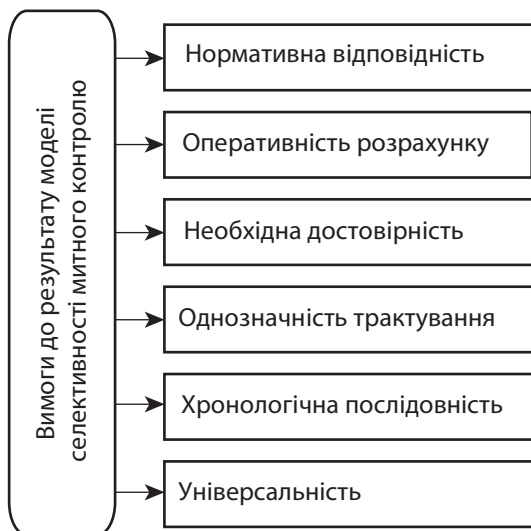 Вимоги до результату моделі
селективності митного контролю
Нормативна відповідність
Оперативність розрахунку
Необхідна достовірність
Однозначність трактування
Хронологічна послідовність
Універсальність